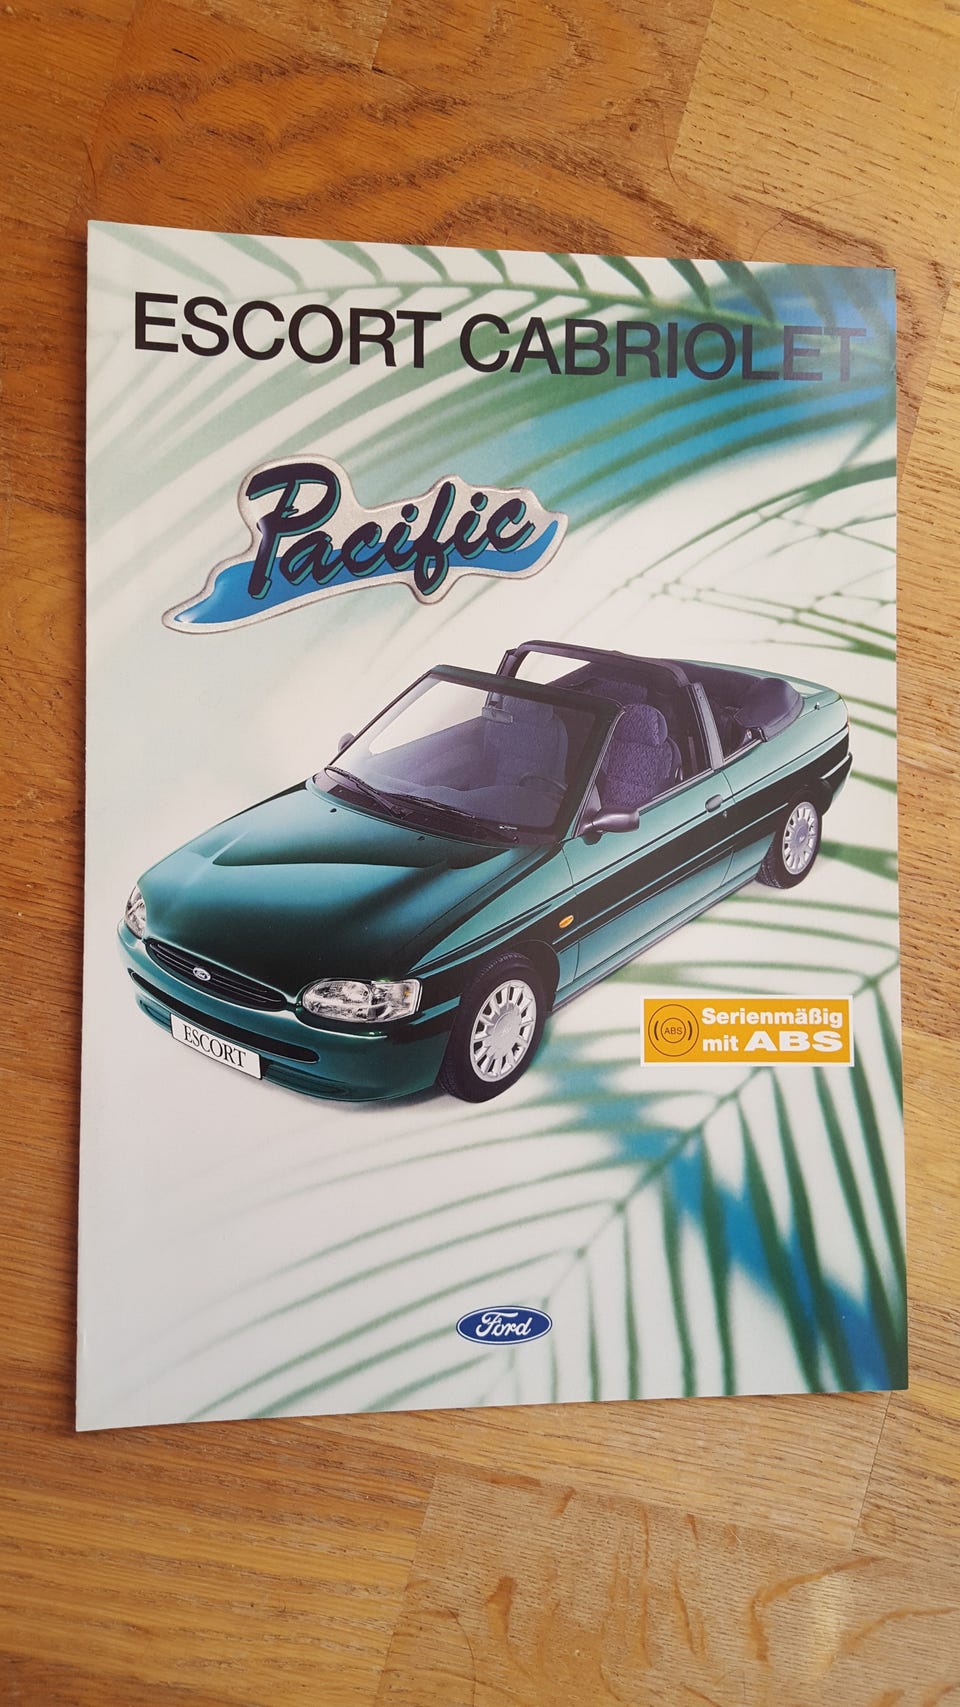 ESCORT CABRIOLET
Pacific
ESCORT
ABS
Serienmäßig
mit ABS
Ford